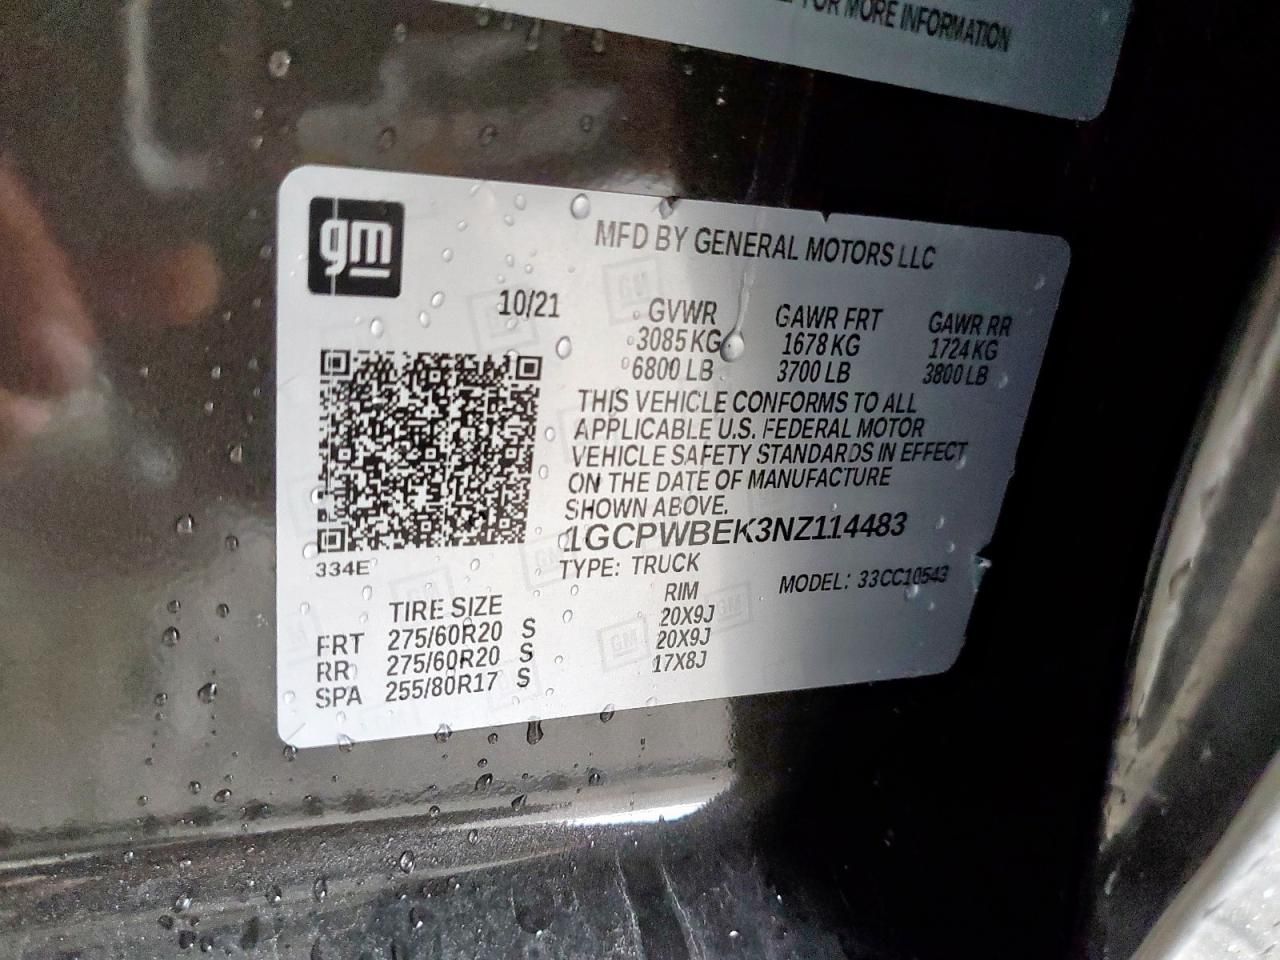 FOR MORE INFORMATION
gm
MFD BY GENERAL MOTORS LLC
10/21
GVWR GAWR FRT GAWR RR
3085 KG 1678 KG 1724 KG
6800 LB 3700 LB 3800 LB
THIS VEHICLE CONFORMS TO ALL
APPLICABLE U.S. FEDERAL MOTOR
VEHICLE SAFETY STANDARDS IN EFFECT
ON THE DATE OF MANUFACTURE
SHOWN ABOVE.
1GCPWBEK3NZ114483
334E
TYPE: TRUCK MODEL: 33CC10543
TIRE SIZE RIM
FRT 275/60R20 S 20X9J
RR 275/60R20 S 20X9J
SPA 255/80R17 S 17X8J